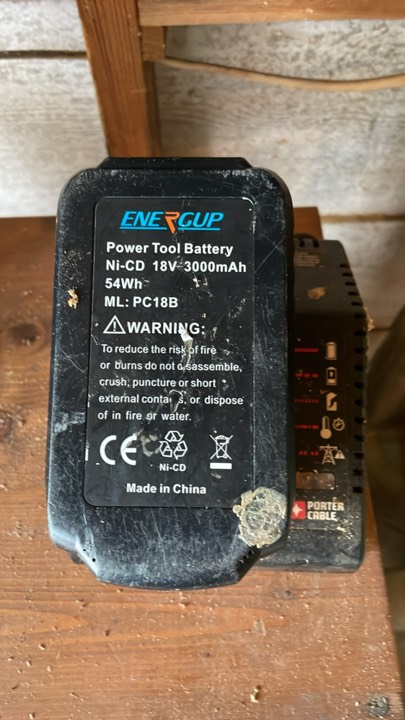 ENERGUP
Power Tool Battery
Ni-CD 18V 3000mAh
54Wh
ML: PC18B
WARNING:
To reduce the risk of fire
or burns do not disassemble,
crush, puncture or short
external contacts, or dispose
of in fire or water.
CE
Ni-CD
Made in China
PORTER
CABLE